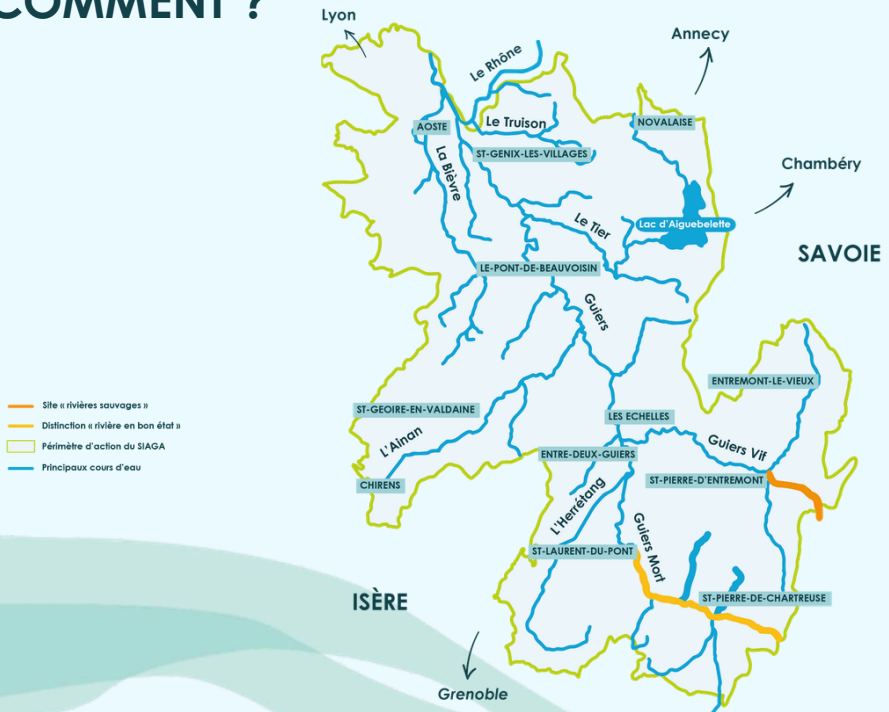 COMMENT ?
Lyon
Le Rhône
Annecy
AOSTE
Le Truison
NOVALAISE
ST-GENIX-LES-VILLAGES
La Bièvre
Chambéry
Le Tier
Lac d'Aiguebelette
SAVOIE
LE-PONT-DE-BEAUVOISIN
Guiers
ENTREMONT-LE-VIEUX
Site « rivières sauvages »
Distinction « rivière en bon état »
Périmètre d'action du SIAGA
Principaux cours d'eau
ST-GEOIRE-EN-VALDAINE
LES ECHELLES
L'Ainan
Guiers Vif
ENTRE-DEUX-GUIERS
CHIRENS
ST-PIERRE-D'ENTREMONT
L'Herrétang
Guiers Mort
ST-LAURENT-DU-PONT
ISÈRE
ST-PIERRE-DE-CHARTREUSE
Grenoble